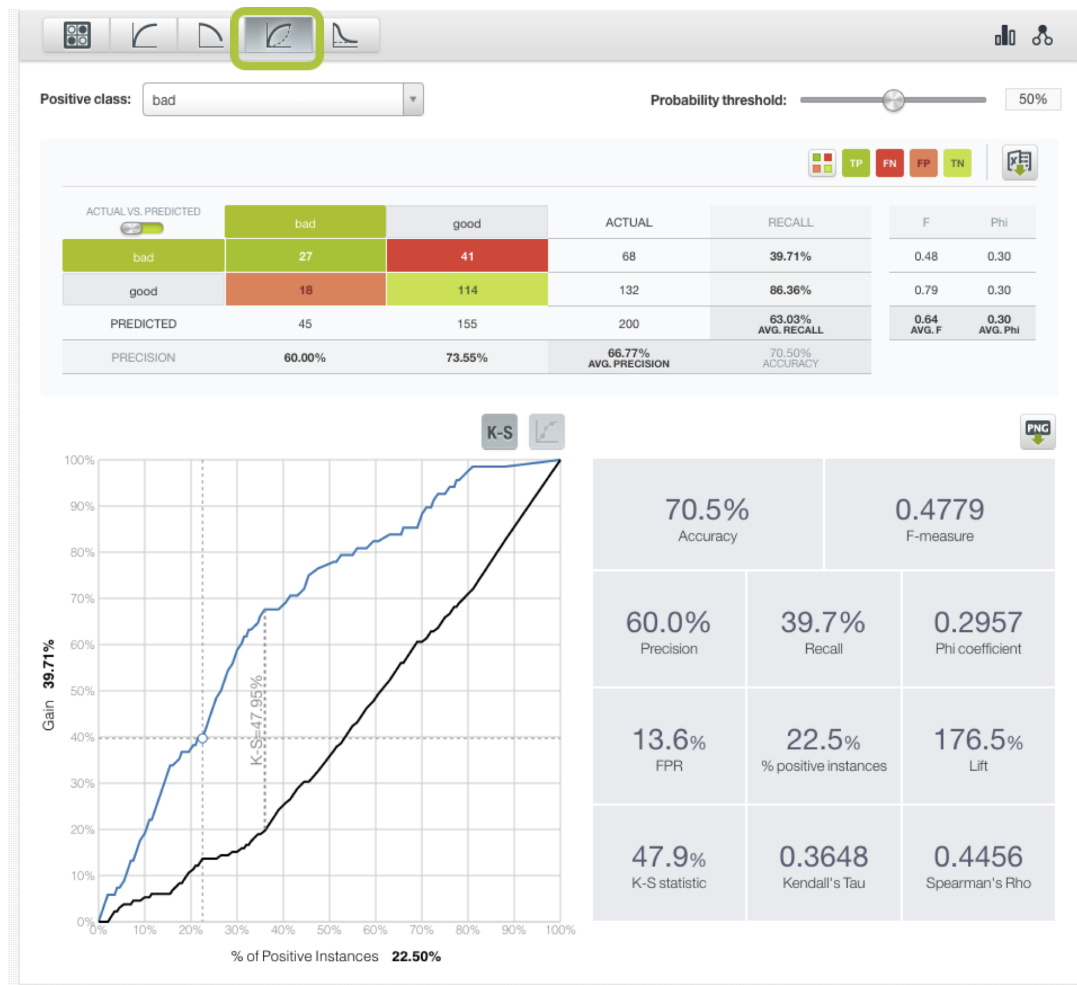 Positive class: bad Probability threshold: 50%
TP FN FP TN
ACTUAL VS. PREDICTED bad good ACTUAL RECALL F Phi
bad 27 41 68 39.71% 0.48 0.30
good 18 114 132 86.36% 0.79 0.30
PREDICTED 45 155 200 63.03% AVG. RECALL 0.64 AVG. F 0.30 AVG. Phi
PRECISION 60.00% 73.55% 66.77% AVG. PRECISION 70.50% ACCURACY
K-S
PNG
100%
90%
80%
70%
60%
50%
40%
30%
20%
10%
0%
Gain 39.71%
K-S=47.95%
0% 10% 20% 30% 40% 50% 60% 70% 80% 90% 100%
% of Positive Instances 22.50%
70.5% 0.4779
Accuracy F-measure
60.0% 39.7% 0.2957
Precision Recall Phi coefficient
13.6% 22.5% 176.5%
FPR % positive instances Lift
47.9% 0.3648 0.4456
K-S statistic Kendall's Tau Spearman's Rho